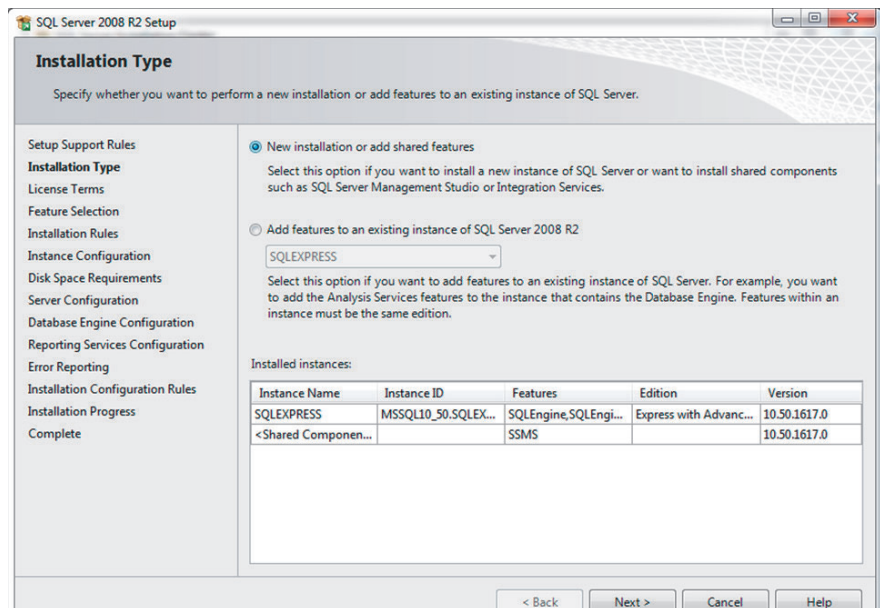 SQL Server 2008 R2 Setup
Installation Type
Specify whether you want to perform a new installation or add features to an existing instance of SQL Server.
Setup Support Rules
Installation Type
License Terms
Feature Selection
Installation Rules
Instance Configuration
Disk Space Requirements
Server Configuration
Database Engine Configuration
Reporting Services Configuration
Error Reporting
Installation Configuration Rules
Installation Progress
Complete
New installation or add shared features
Select this option if you want to install a new instance of SQL Server or want to install shared components
such as SQL Server Management Studio or Integration Services.
Add features to an existing instance of SQL Server 2008 R2
SQLEXPRESS
Select this option if you want to add features to an existing instance of SQL Server. For example, you want
to add the Analysis Services features to the instance that contains the Database Engine. Features within an
instance must be the same edition.
Installed instances:
Instance Name Instance ID Features Edition Version
SQLEXPRESS MSSQL10_50.SQLEX... SQLEngine,SQLEngi... Express with Advanc... 10.50.1617.0
<Shared Componen... SSMS 10.50.1617.0
< Back Next > Cancel Help